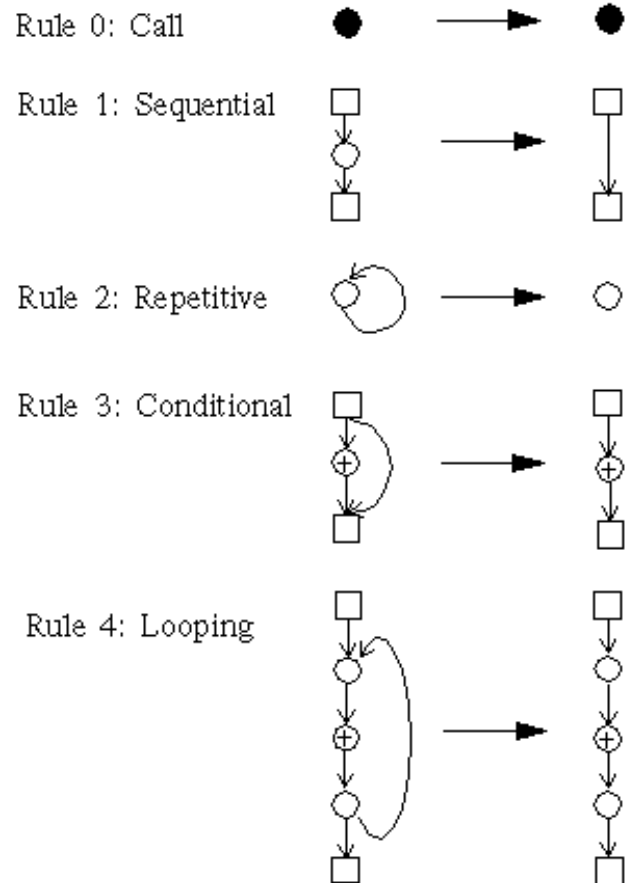 Rule 0: Call
Rule 1: Sequential
Rule 2: Repetitive
Rule 3: Conditional
+
+
Rule 4: Looping
+
+